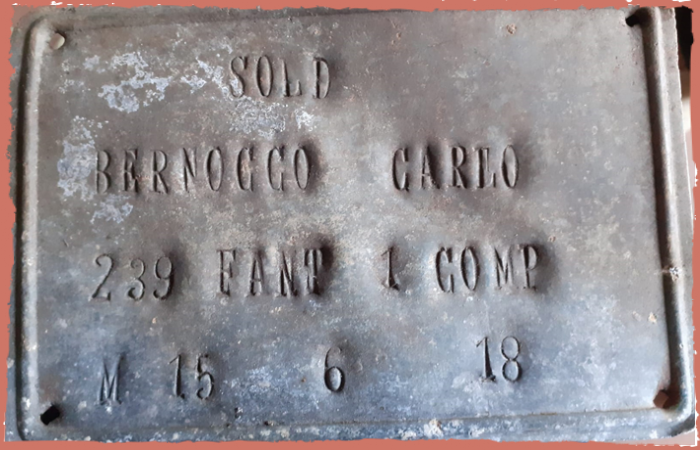 SOLD
BERNOCCO CARLO
239 FANT 1 COMP
M 15 6 18